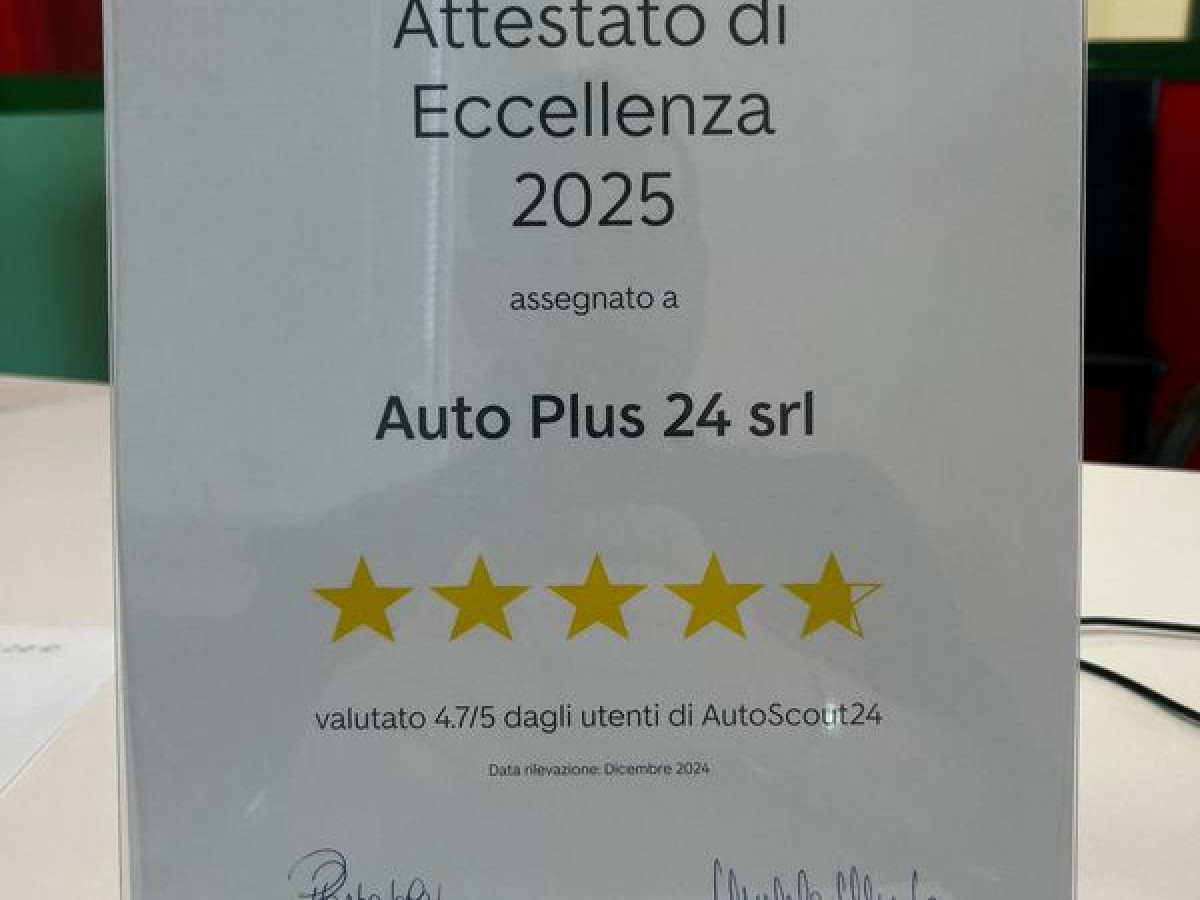 Attestato di
Eccellenza
2025
assegnato a
Auto Plus 24 srl
valutato 4.7/5 dagli utenti di AutoScout24
Data rilevazione: Dicembre 2024